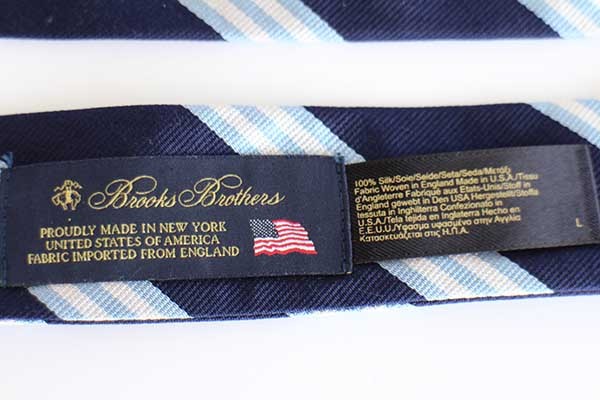 Brooks Brothers
PROUDLY MADE IN NEW YORK
UNITED STATES OF AMERICA
FABRIC IMPORTED FROM ENGLAND
100% Silk/Soie/Seide/Seta/Seda/Μετάξι
Fabric Woven in England Made in U.S.A./Tissu
d'Angleterre Fabriqué aux Etats-Unis/Stoff in
England gewebt in Den USA Hergestellt/Stoffa
tessuta in Inghilterra Confezionato in
U.S.A./Tela tejida en Inglaterra Hecho en
E.E.U.U./Ύφασμα υφασμένο στην Αγγλία
Κατασκευάζεται στις Η.Π.Α.
L